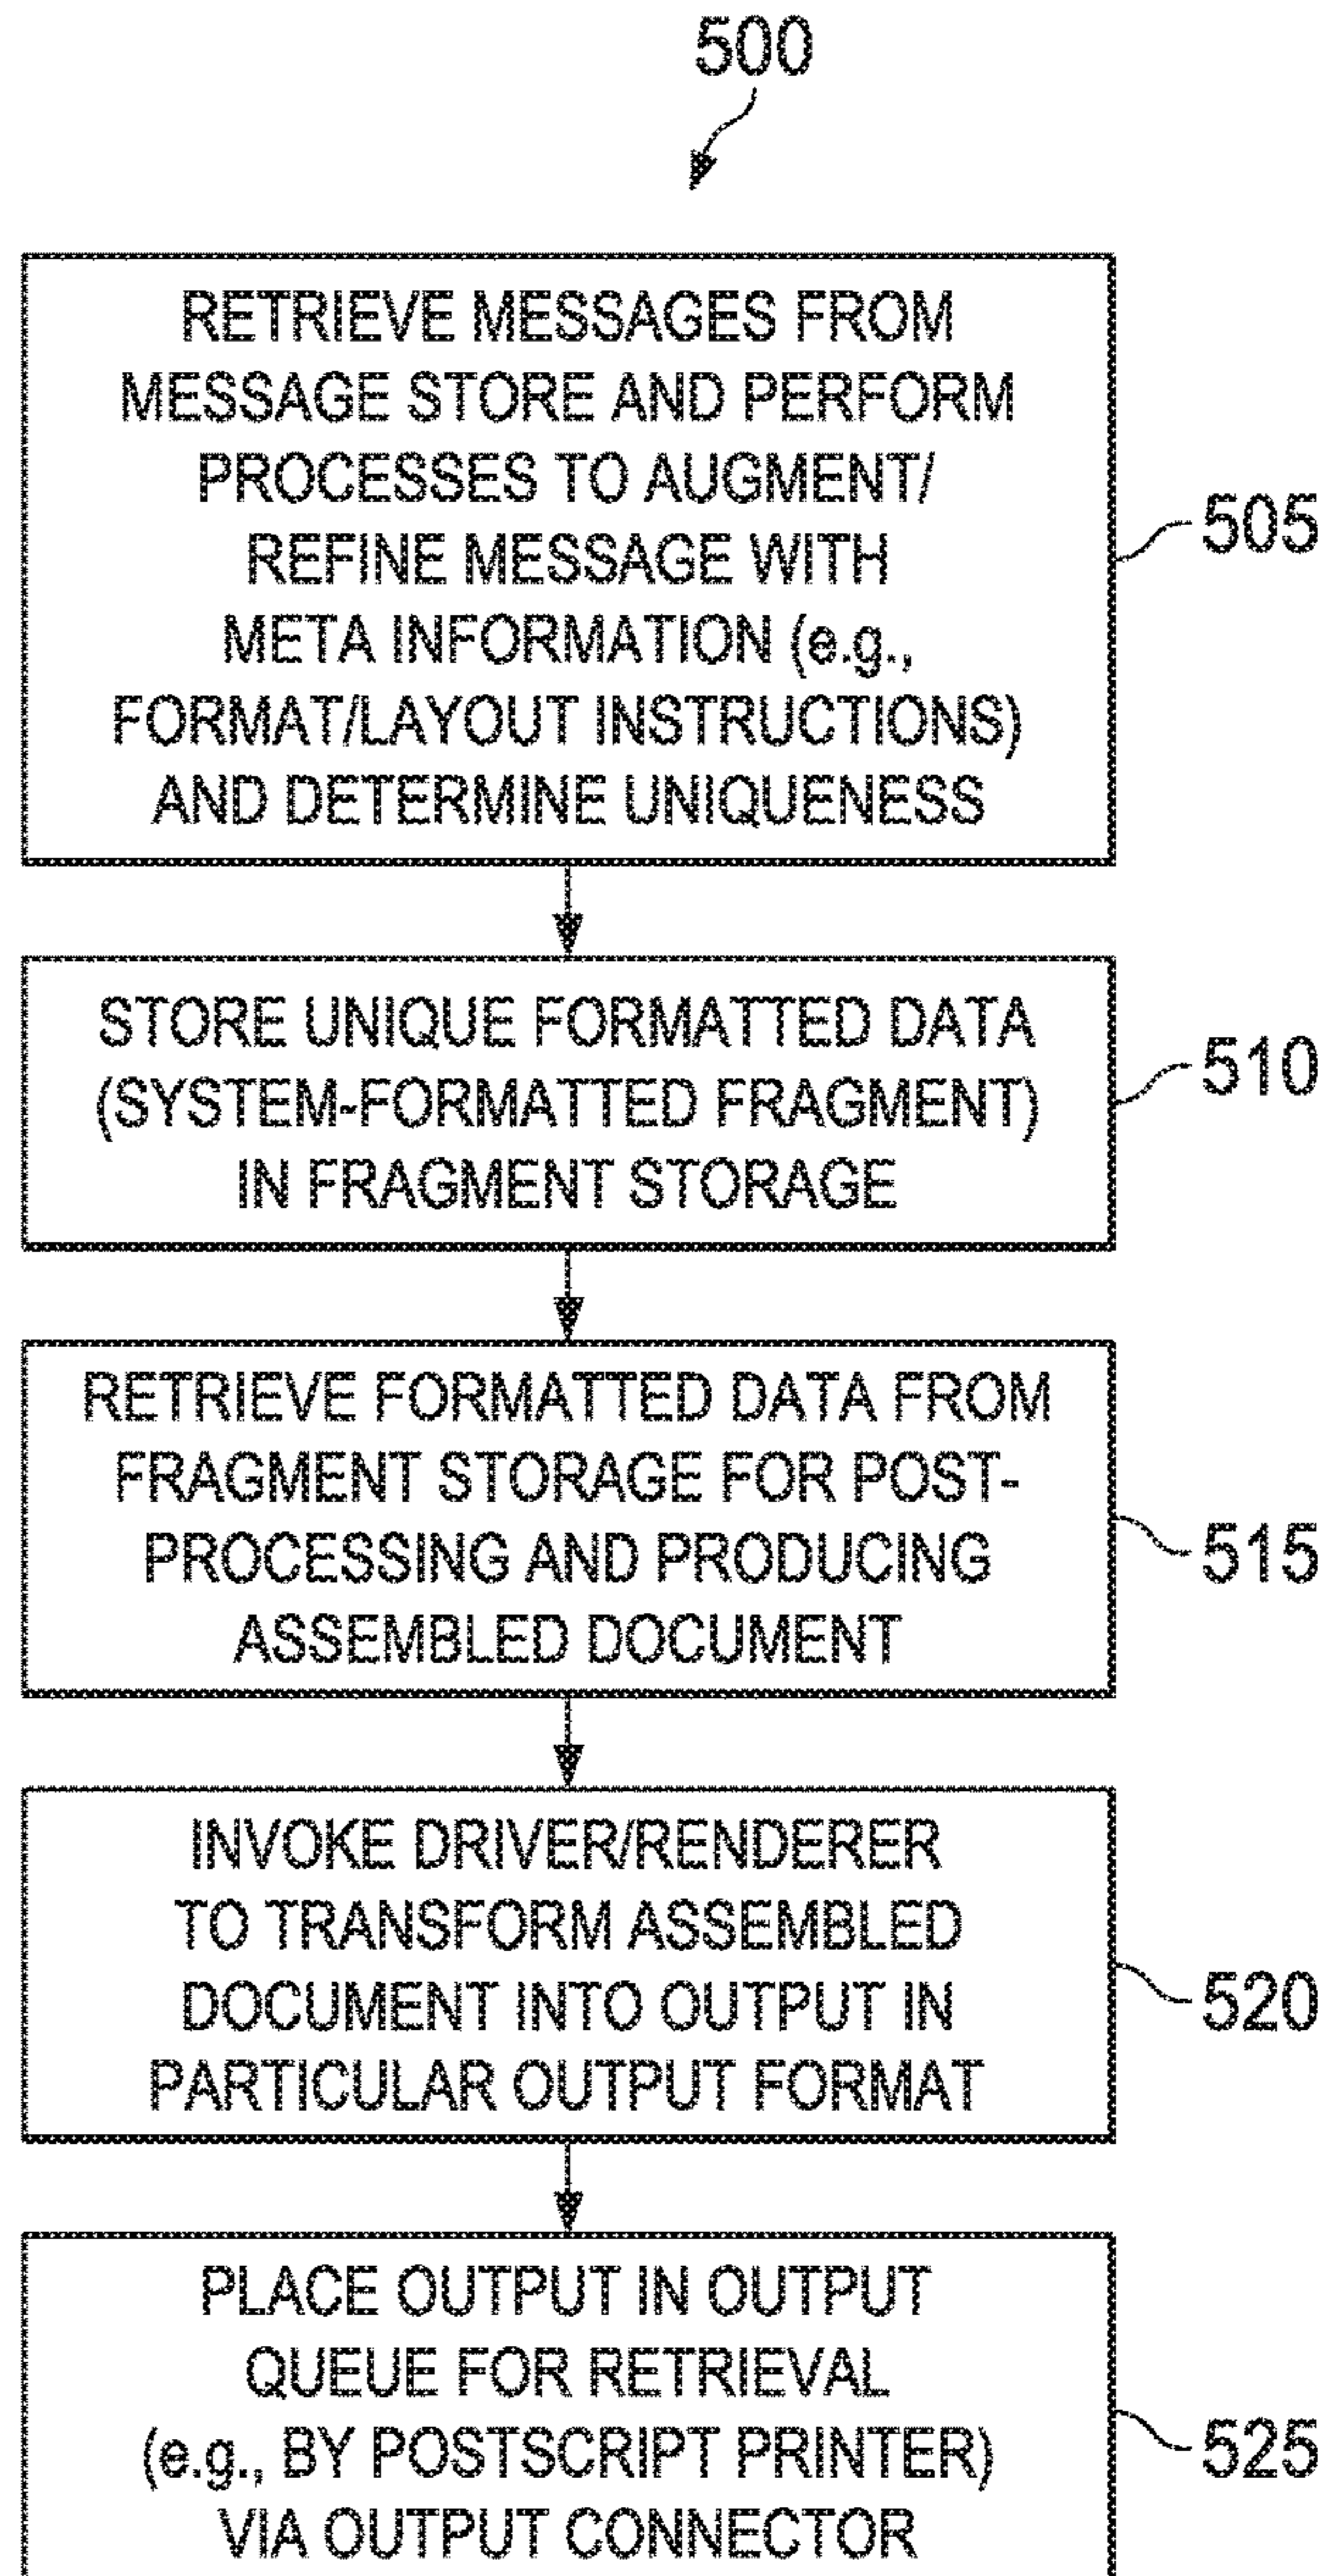 500
RETRIEVE MESSAGES FROM
MESSAGE STORE AND PERFORM
PROCESSES TO AUGMENT/
REFINE MESSAGE WITH
META INFORMATION (e.g.,
FORMAT/LAYOUT INSTRUCTIONS)
AND DETERMINE UNIQUENESS
505
STORE UNIQUE FORMATTED DATA
(SYSTEM-FORMATTED FRAGMENT)
IN FRAGMENT STORAGE
510
RETRIEVE FORMATTED DATA FROM
FRAGMENT STORAGE FOR POST-
PROCESSING AND PRODUCING
ASSEMBLED DOCUMENT
515
INVOKE DRIVER/RENDERER
TO TRANSFORM ASSEMBLED
DOCUMENT INTO OUTPUT IN
PARTICULAR OUTPUT FORMAT
520
PLACE OUTPUT IN OUTPUT
QUEUE FOR RETRIEVAL
(e.g., BY POSTSCRIPT PRINTER)
VIA OUTPUT CONNECTOR
525